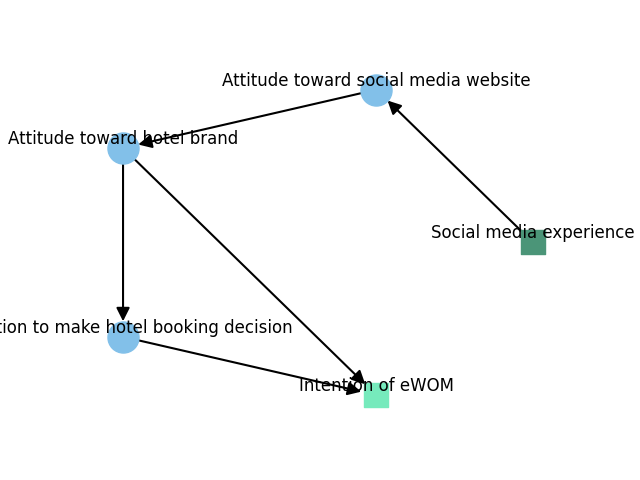 Attitude toward social media website
Attitude toward hotel brand
Social media experience
tion to make hotel booking decision
Intention of eWOM